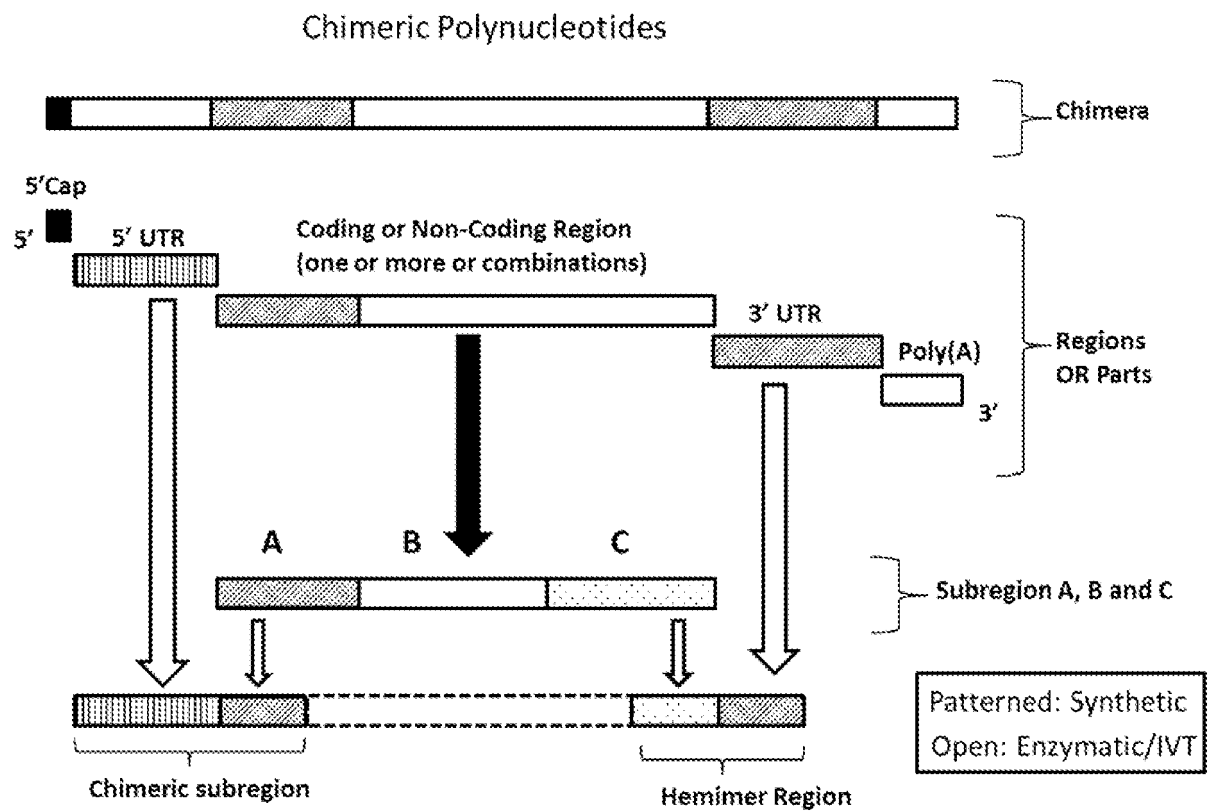 Chimeric Polynucleotides
Chimera
5'Cap
5'
5' UTR
Coding or Non-Coding Region
(one or more or combinations)
3' UTR
Poly(A)
3'
Regions
OR Parts
A
B
C
Subregion A, B and C
Patterned: Synthetic
Open: Enzymatic/IVT
Chimeric subregion
Hemimer Region